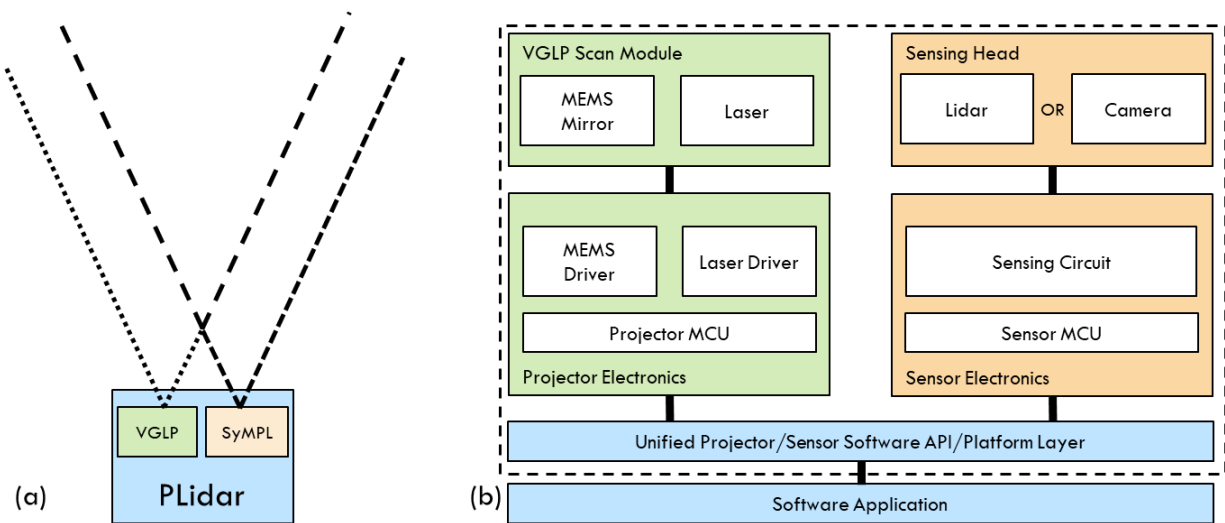 VGLP
SyMPL
PLidar
(a)
VGLP Scan Module
MEMS
Mirror
Laser
Sensing Head
Lidar
OR
Camera
MEMS
Driver
Laser Driver
Projector MCU
Projector Electronics
Sensing Circuit
Sensor MCU
Sensor Electronics
Unified Projector/Sensor Software API/Platform Layer
(b)
Software Application